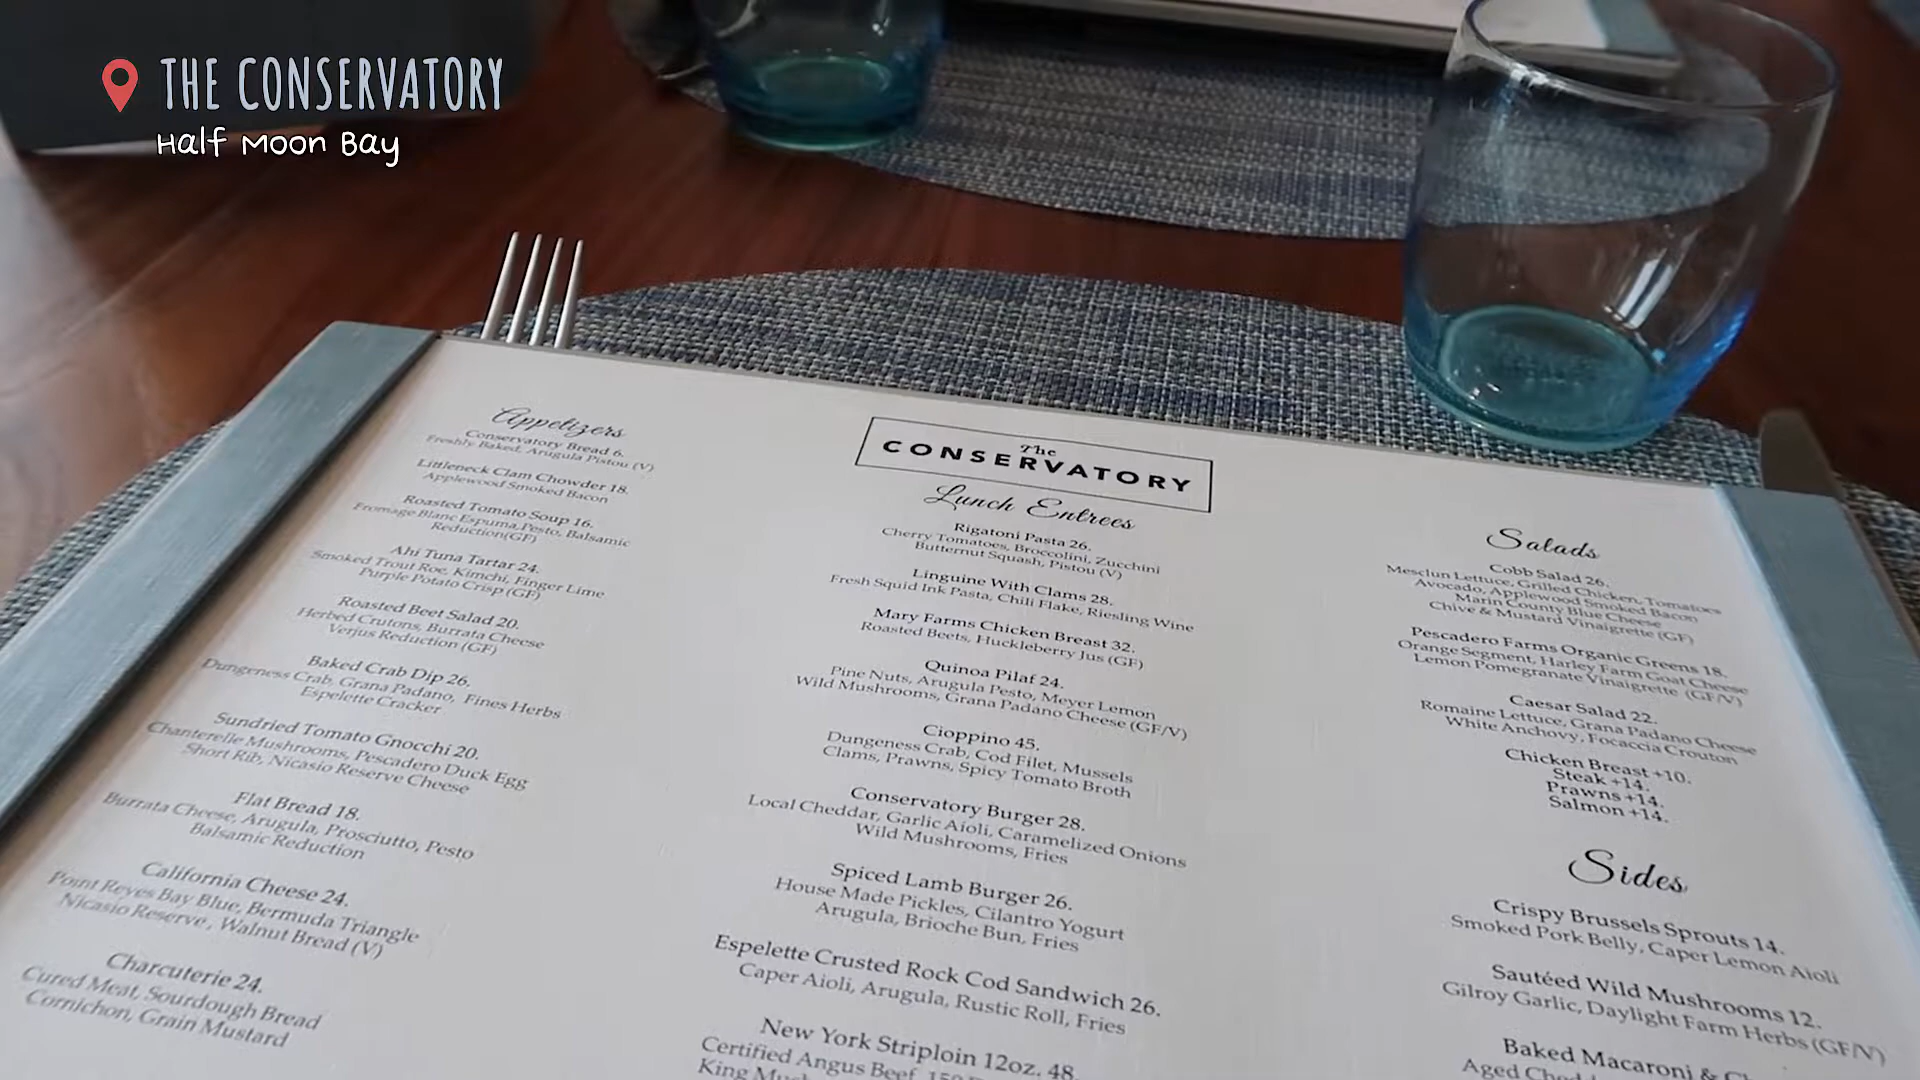 THE CONSERVATORY
Half Moon Bay
Appetizers
Conservatory Bread 6.
Freshly Baked, Arugula Pistou (V)
Littleneck Clam Chowder 18.
Applewood Smoked Bacon
Roasted Tomato Soup 16.
Fromage Blanc Espuma,Pesto, Balsamic
Reduction(GF)
Ahi Tuna Tartar 24.
Smoked Trout Roe, Kimchi, Finger Lime
Purple Potato Crisp (GF)
Roasted Beet Salad 20.
Herbed Crutons, Burrata Cheese
Verjus Reduction (GF)
Baked Crab Dip 26.
Dungeness Crab, Grana Padano, Fines Herbs
Espelette Cracker
Sundried Tomato Gnocchi 20.
Chanterelle Mushrooms, Pescadero Duck Egg
Short Rib, Nicasio Reserve Cheese
Flat Bread 18.
Burrata Cheese, Arugula, Prosciutto, Pesto
Balsamic Reduction
California Cheese 24.
Point Reyes Bay Blue, Bermuda Triangle
Nicasio Reserve, Walnut Bread (V)
Charcuterie 24.
Cured Meat, Sourdough Bread
Cornichon, Grain Mustard
The
CONSERVATORY
Lunch Entrees
Rigatoni Pasta 26.
Cherry Tomatoes, Broccolini, Zucchini
Butternut Squash, Pistou (V)
Linguine With Clams 28.
Fresh Squid Ink Pasta, Chili Flake, Riesling Wine
Mary Farms Chicken Breast 32.
Roasted Beets, Huckleberry Jus (GF)
Quinoa Pilaf 24.
Pine Nuts, Arugula Pesto, Meyer Lemon
Wild Mushrooms, Grana Padano Cheese (GF/V)
Cioppino 45.
Dungeness Crab, Cod Filet, Mussels
Clams, Prawns, Spicy Tomato Broth
Conservatory Burger 28.
Local Cheddar, Garlic Aioli, Caramelized Onions
Wild Mushrooms, Fries
Spiced Lamb Burger 26.
House Made Pickles, Cilantro Yogurt
Arugula, Brioche Bun, Fries
Espelette Crusted Rock Cod Sandwich 26.
Caper Aioli, Arugula, Rustic Roll, Fries
New York Striploin 12oz. 48.
Certified Angus Beef,
King
Salads
Cobb Salad 26.
Mesclun Lettuce, Grilled Chicken, Tomatoes
Avocado, Applewood Smoked Bacon
Marin County Blue Cheese
Chive & Mustard Vinaigrette (GF)
Pescadero Farms Organic Greens 18.
Orange Segment, Harley Farm Goat Cheese
Lemon Pomegranate Vinaigrette (GF/V)
Caesar Salad 22.
Romaine Lettuce, Grana Padano Cheese
White Anchovy, Focaccia Crouton
Chicken Breast +10.
Steak +14.
Prawns +14.
Salmon +14.
Sides
Crispy Brussels Sprouts 14.
Smoked Pork Belly, Caper Lemon Aioli
Sautéed Wild Mushrooms 12.
Gilroy Garlic, Daylight Farm Herbs (GF/V)
Baked Macaroni &
Aged